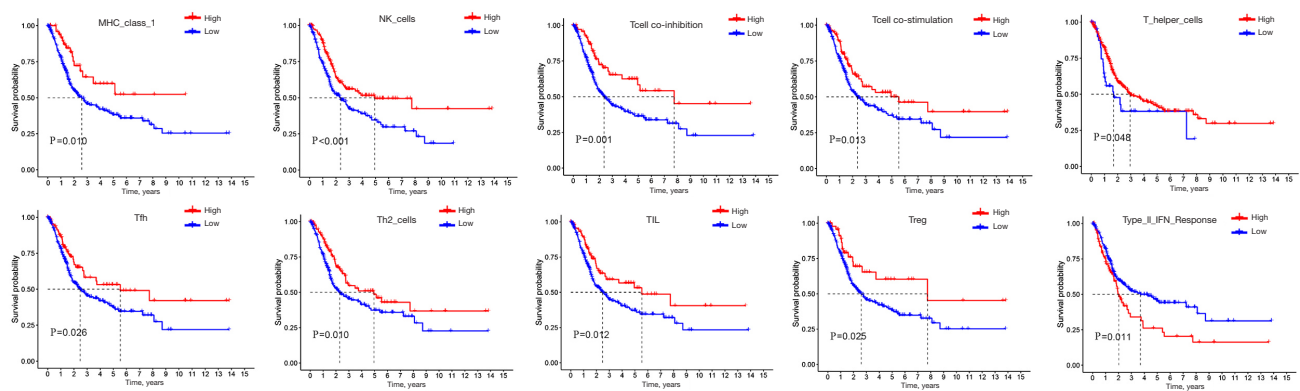 MHC_class_1
High
Low
Survival probability
1.00
0.75
0.50
0.25
0.00
P=0.010
0 1 2 3 4 5 6 7 8 9 10 11 12 13 14 15
Time, years
NK_cells
High
Low
Survival probability
1.00
0.75
0.50
0.25
0.00
P<0.001
0 1 2 3 4 5 6 7 8 9 10 11 12 13 14 15
Time, years
Tcell co-inhibition
High
Low
Survival probability
1.00
0.75
0.50
0.25
0.00
P=0.001
0 1 2 3 4 5 6 7 8 9 10 11 12 13 14 15
Time, years
Tcell co-stimulation
High
Low
Survival probability
1.00
0.75
0.50
0.25
0.00
P=0.013
0 1 2 3 4 5 6 7 8 9 10 11 12 13 14 15
Time, years
T_helper_cells
High
Low
Survival probability
1.00
0.75
0.50
0.25
0.00
P=0.048
0 1 2 3 4 5 6 7 8 9 10 11 12 13 14 15
Time, years
Tfh
High
Low
Survival probability
1.00
0.75
0.50
0.25
0.00
P=0.026
0 1 2 3 4 5 6 7 8 9 10 11 12 13 14 15
Time, years
Th2_cells
High
Low
Survival probability
1.00
0.75
0.50
0.25
0.00
P=0.010
0 1 2 3 4 5 6 7 8 9 10 11 12 13 14 15
Time, years
TIL
High
Low
Survival probability
1.00
0.75
0.50
0.25
0.00
P=0.012
0 1 2 3 4 5 6 7 8 9 10 11 12 13 14 15
Time, years
Treg
High
Low
Survival probability
1.00
0.75
0.50
0.25
0.00
P=0.025
0 1 2 3 4 5 6 7 8 9 10 11 12 13 14 15
Time, years
Type_II_IFN_Response
High
Low
Survival probability
1.00
0.75
0.50
0.25
0.00
P=0.011
0 1 2 3 4 5 6 7 8 9 10 11 12 13 14 15
Time, years